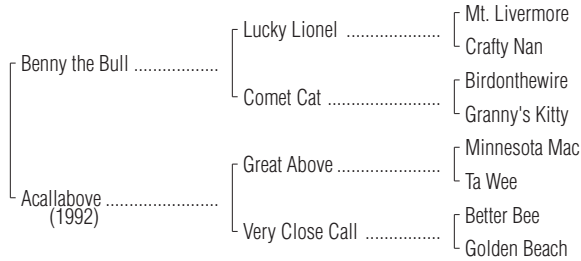 Mt. Livermore
Lucky Lionel ....................
Crafty Nan
Benny the Bull ..................
Birdonthewire
Comet Cat ........................
Granny's Kitty
Minnesota Mac
Great Above ......................
Ta Wee
Acallabove ........................
(1992)
Better Bee
Very Close Call ................
Golden Beach